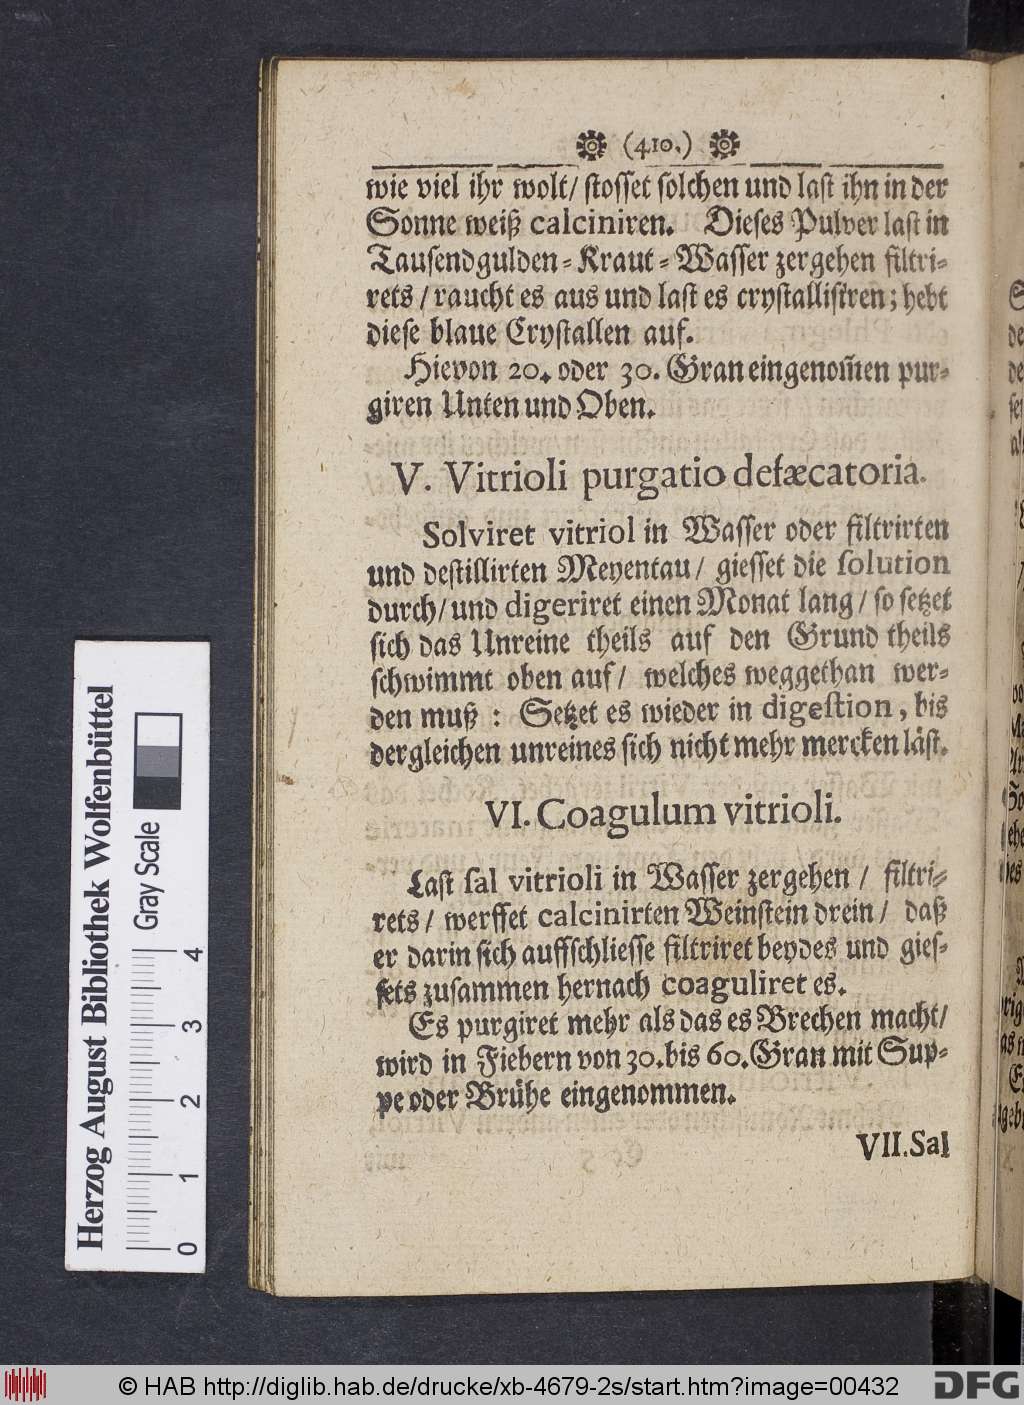 (410.)
wie viel ihr wolt/ stosset solchen und last ihn in der
Sonne weiß calciniren. Dieses Pulver last in
Tausendgulden-Kraut-Wasser zergehen filtri-
rets/ raucht es aus und last es crystallisiren; hebt
diese blaue Crystallen auf.
Hievon 20. oder 30. Gran eingenom̃en pur-
giren Unten und Oben.
V. Vitrioli purgatio defæcatoria.
Solviret vitriol in Wasser oder filtrirten
und destillirten Meyentau/ giesset die solution
durch/ und digeriret einen Monat lang/ so setzet
sich das Unreine theils auf den Grund theils
schwimmt oben auf/ welches weggethan wer-
den muß: Setzet es wieder in digestion, bis
dergleichen unreines sich nicht mehr mercken läst.
VI. Coagulum vitrioli.
Last sal vitrioli in Wasser zergehen/ filtri-
rets/ werffet calcinirten Weinstein drein/ daß
er darin sich auffschliesse filtriret beydes und gies-
sets zusammen hernach coaguliret es.
Es purgiret mehr als das es Brechen macht/
wird in Fiebern von 30. bis 60. Gran mit Sup-
pe oder Brühe eingenommen.
VII. Sal
Herzog August Bibliothek Wolfenbüttel
Gray Scale
0 1 2 3 4
© HAB http://diglib.hab.de/drucke/xb-4679-2s/start.htm?image=00432
DFG